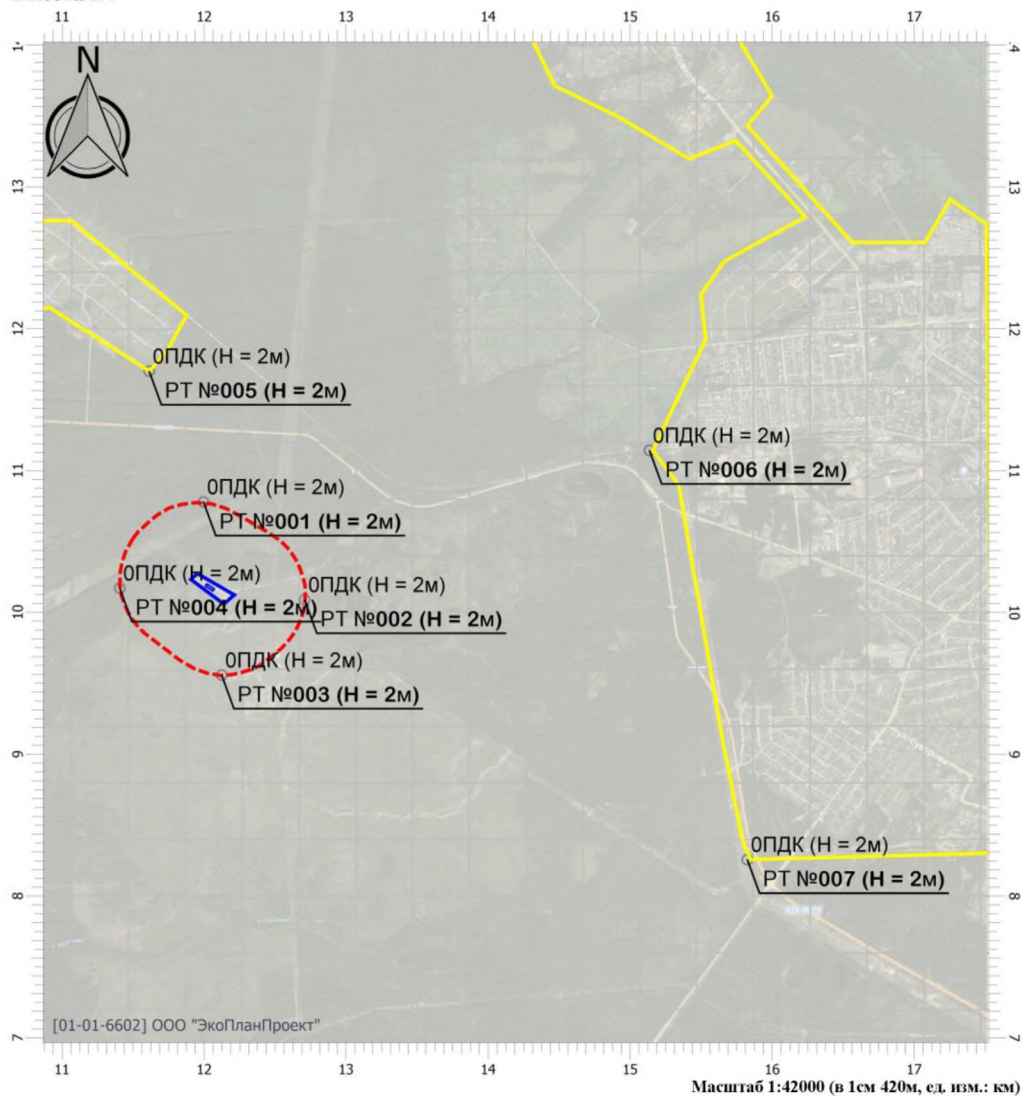 11 12 13 14 15 16 17
N
14 14
13 13
12 12
0ПДК (Н = 2м)
РТ №005 (Н = 2м)
0ПДК (Н = 2м)
РТ №006 (Н = 2м)
11 11
0ПДК (Н = 2м)
РТ №001 (Н = 2м)
0ПДК (Н = 2м)
РТ №004 (Н = 2м)
0ПДК (Н = 2м)
РТ №002 (Н = 2м)
10 10
0ПДК (Н = 2м)
РТ №003 (Н = 2м)
9 9
0ПДК (Н = 2м)
РТ №007 (Н = 2м)
8 8
[01-01-6602] ООО "ЭкоПланПроект"
7 7
11 12 13 14 15 16 17
Масштаб 1:42000 (в 1см 420м, ед. изм.: км)